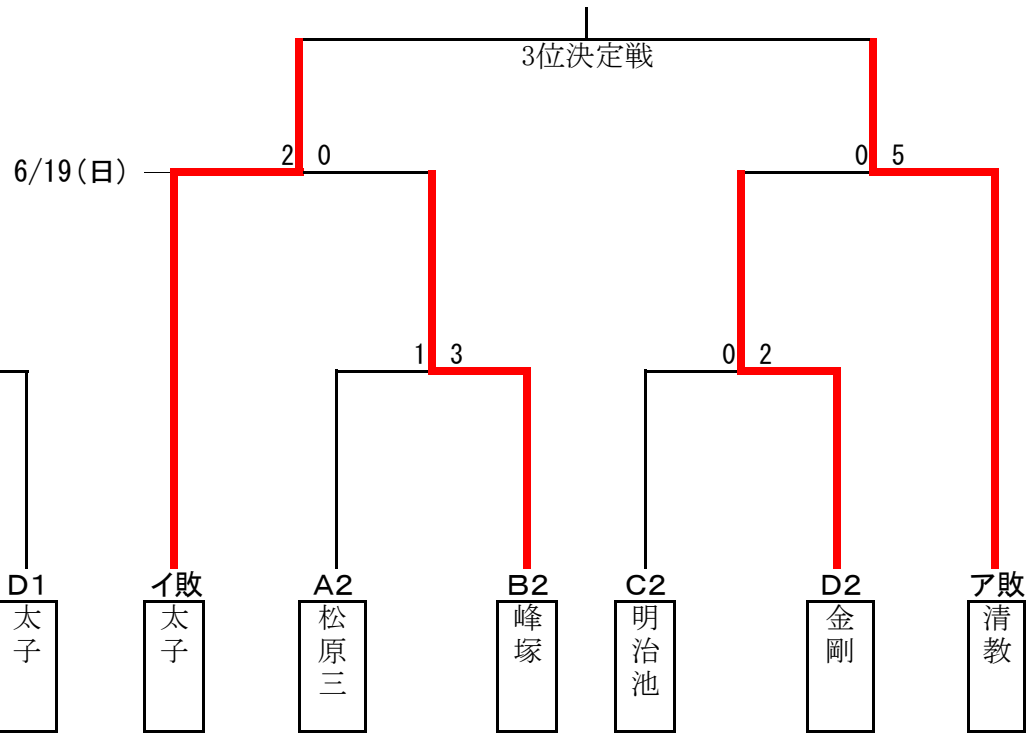 3位決定戦
2 0
0 5
6/19(日)
1 3
0 2
D1
イ敗
A2
B2
C2
D2
ア敗
太子
太子
松原三
峰塚
明治池
金剛
清教